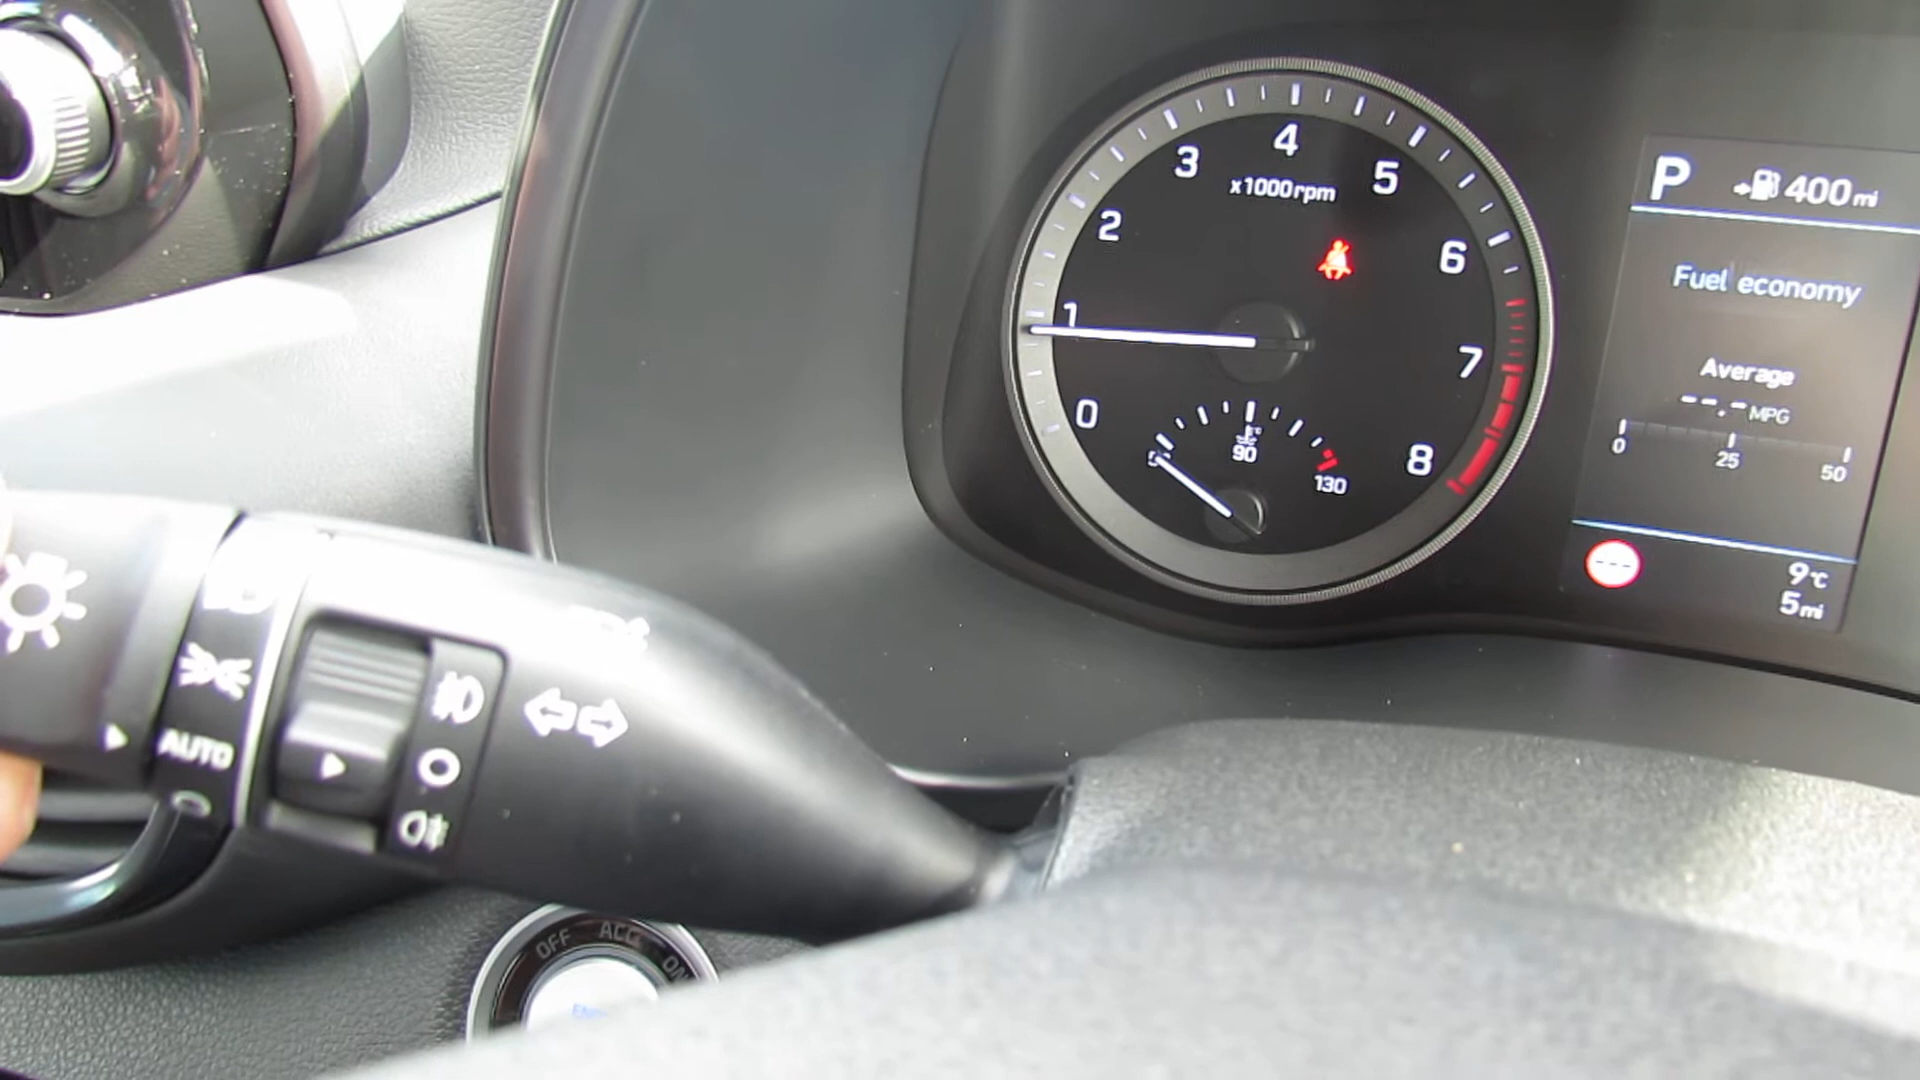 4
3
5
x1000rpm
2
6
1
7
0
8
90
130
P
400mi
Fuel economy
Average
--.- MPG
0 25 50
---
9°C
5mi
AUTO
OFF ACC ON